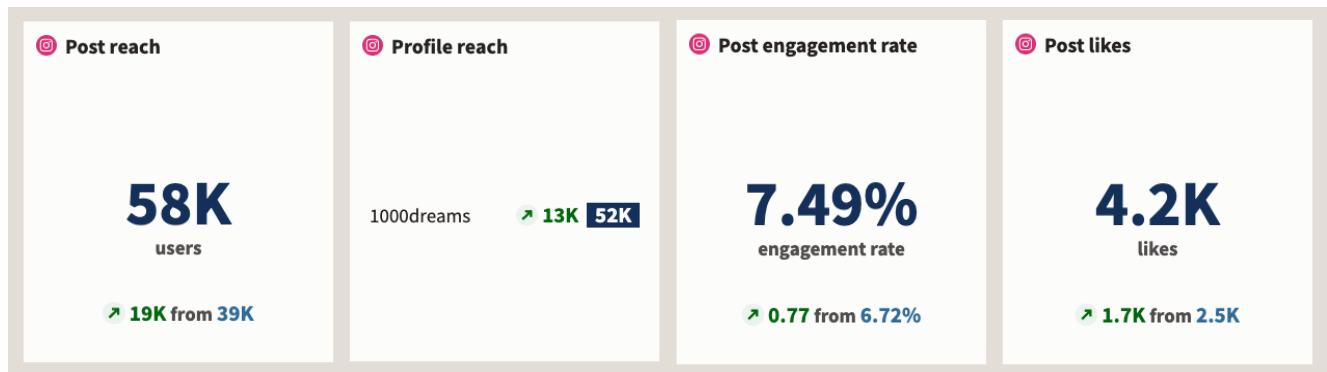 Post reach
58K
users
19K from 39K
Profile reach
1000dreams 13K 52K
Post engagement rate
7.49%
engagement rate
0.77 from 6.72%
Post likes
4.2K
likes
1.7K from 2.5K